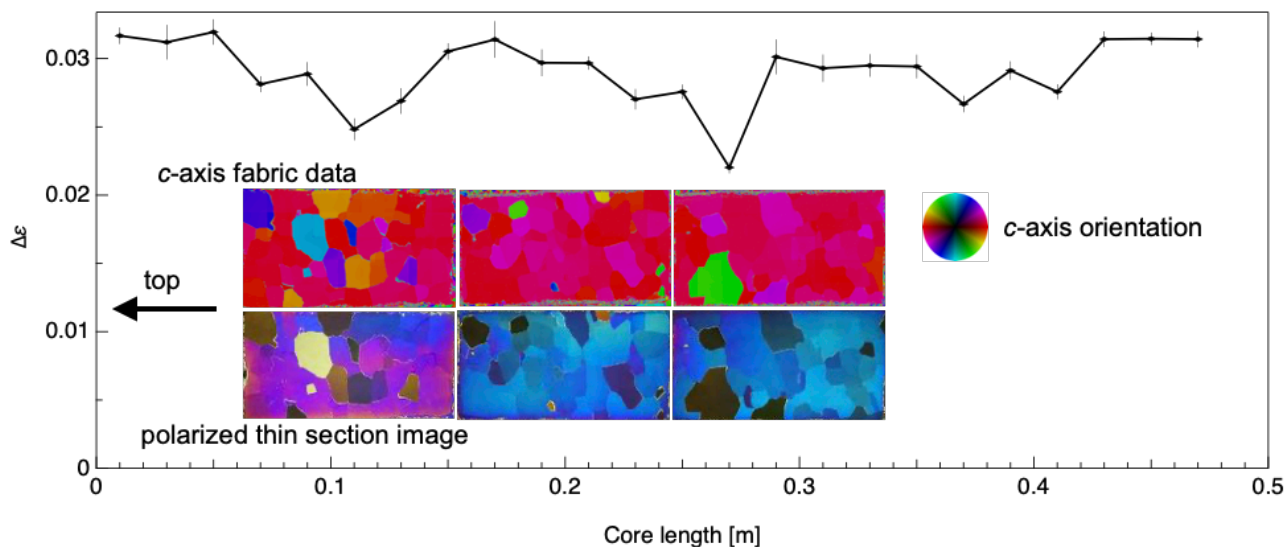 0.03
0.02
0.01
0
Δε
c-axis fabric data
c-axis orientation
top
polarized thin section image
0 0.1 0.2 0.3 0.4 0.5
Core length [m]